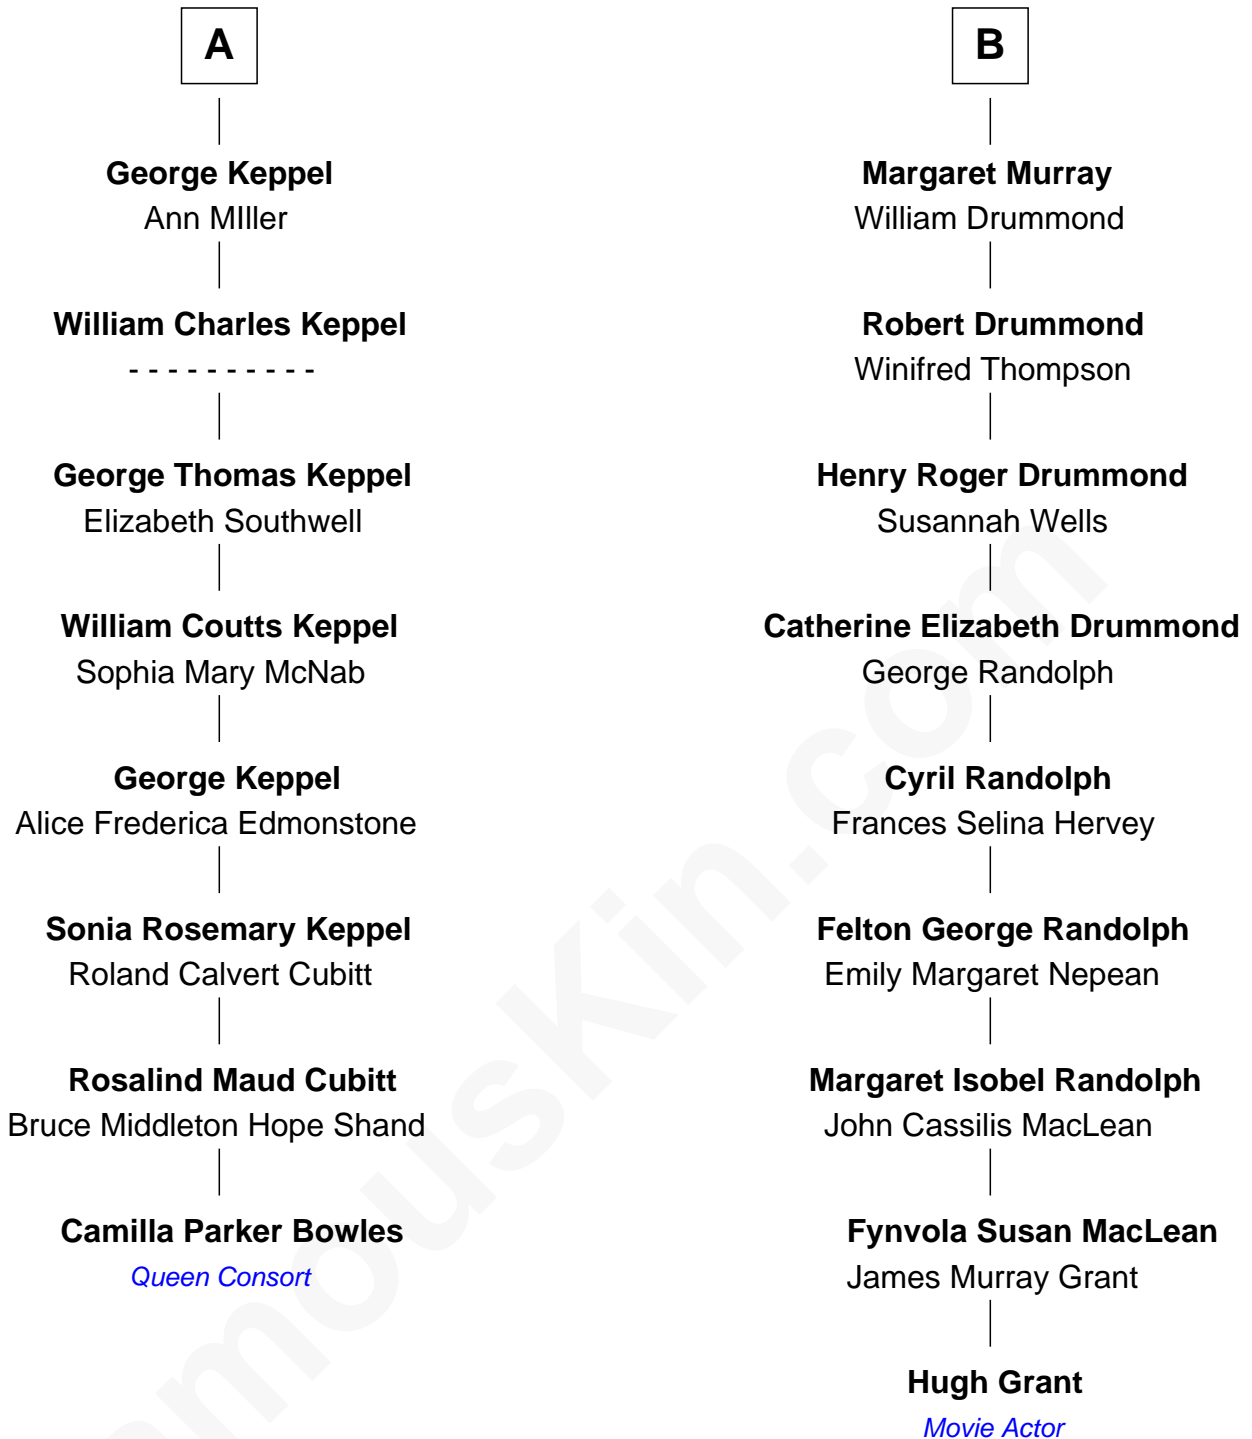 A
George Keppel
Ann MIller
William Charles Keppel
- - - - - - - - - -
George Thomas Keppel
Elizabeth Southwell
William Coutts Keppel
Sophia Mary McNab
George Keppel
Alice Frederica Edmonstone
Sonia Rosemary Keppel
Roland Calvert Cubitt
Rosalind Maud Cubitt
Bruce Middleton Hope Shand
Camilla Parker Bowles
Queen Consort
B
Margaret Murray
William Drummond
Robert Drummond
Winifred Thompson
Henry Roger Drummond
Susannah Wells
Catherine Elizabeth Drummond
George Randolph
Cyril Randolph
Frances Selina Hervey
Felton George Randolph
Emily Margaret Nepean
Margaret Isobel Randolph
John Cassilis MacLean
Fynvola Susan MacLean
James Murray Grant
Hugh Grant
Movie Actor
amousKin.com